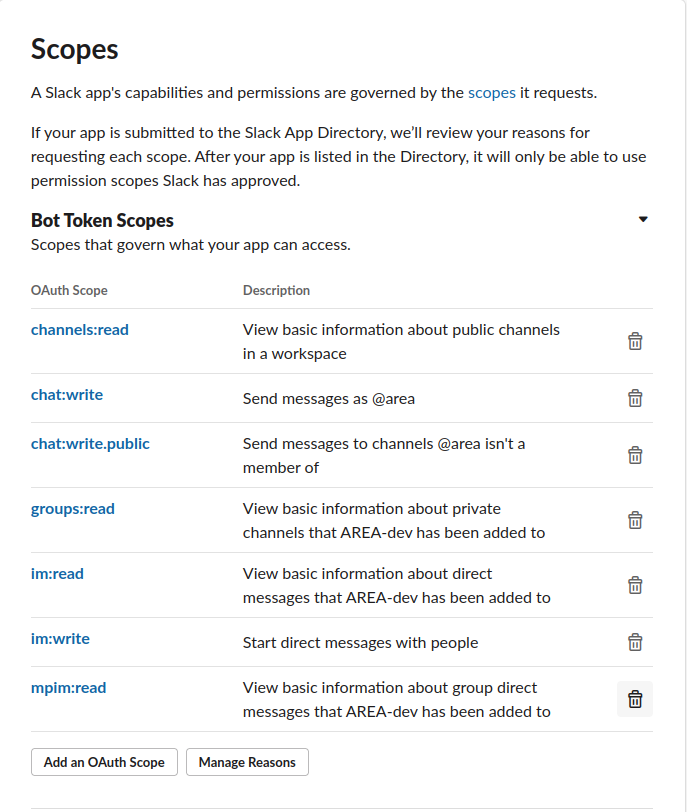 Scopes
A Slack app's capabilities and permissions are governed by the scopes it requests.
If your app is submitted to the Slack App Directory, we’ll review your reasons for
requesting each scope. After your app is listed in the Directory, it will only be able to use
permission scopes Slack has approved.
Bot Token Scopes
Scopes that govern what your app can access.
OAuth Scope Description
channels:read View basic information about public channels
in a workspace
chat:write Send messages as @area
chat:write.public Send messages to channels @area isn't a
member of
groups:read View basic information about private
channels that AREA-dev has been added to
im:read View basic information about direct
messages that AREA-dev has been added to
im:write Start direct messages with people
mpim:read View basic information about group direct
messages that AREA-dev has been added to
Add an OAuth Scope Manage Reasons